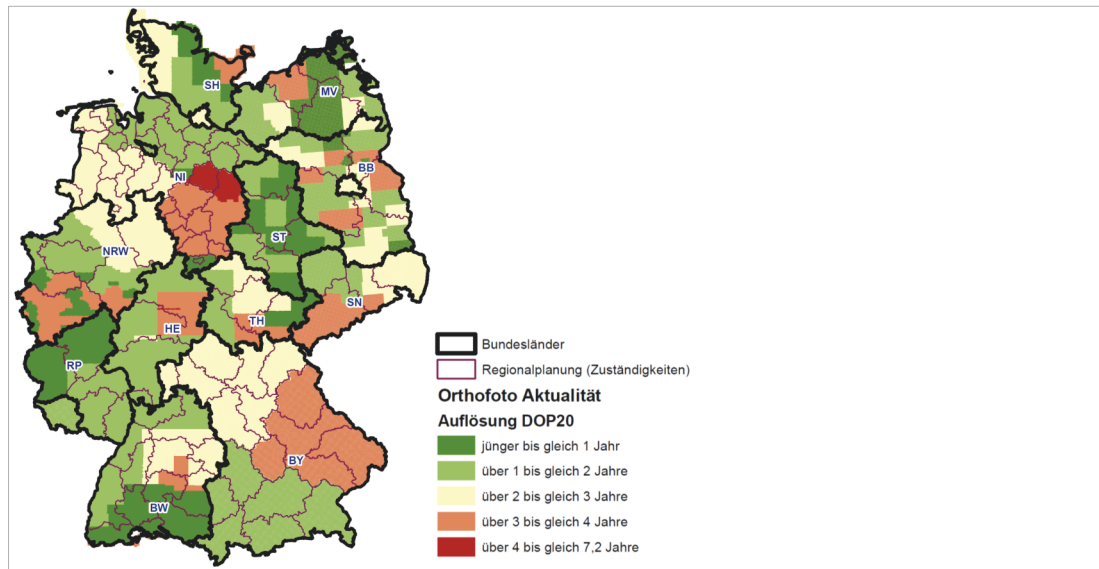 SH
MV
BB
NI
ST
NRW
SN
TH
HE
RP
BY
BW
Bundesländer
Regionalplanung (Zuständigkeiten)
Orthofoto Aktualität
Auflösung DOP20
jünger bis gleich 1 Jahr
über 1 bis gleich 2 Jahre
über 2 bis gleich 3 Jahre
über 3 bis gleich 4 Jahre
über 4 bis gleich 7,2 Jahre